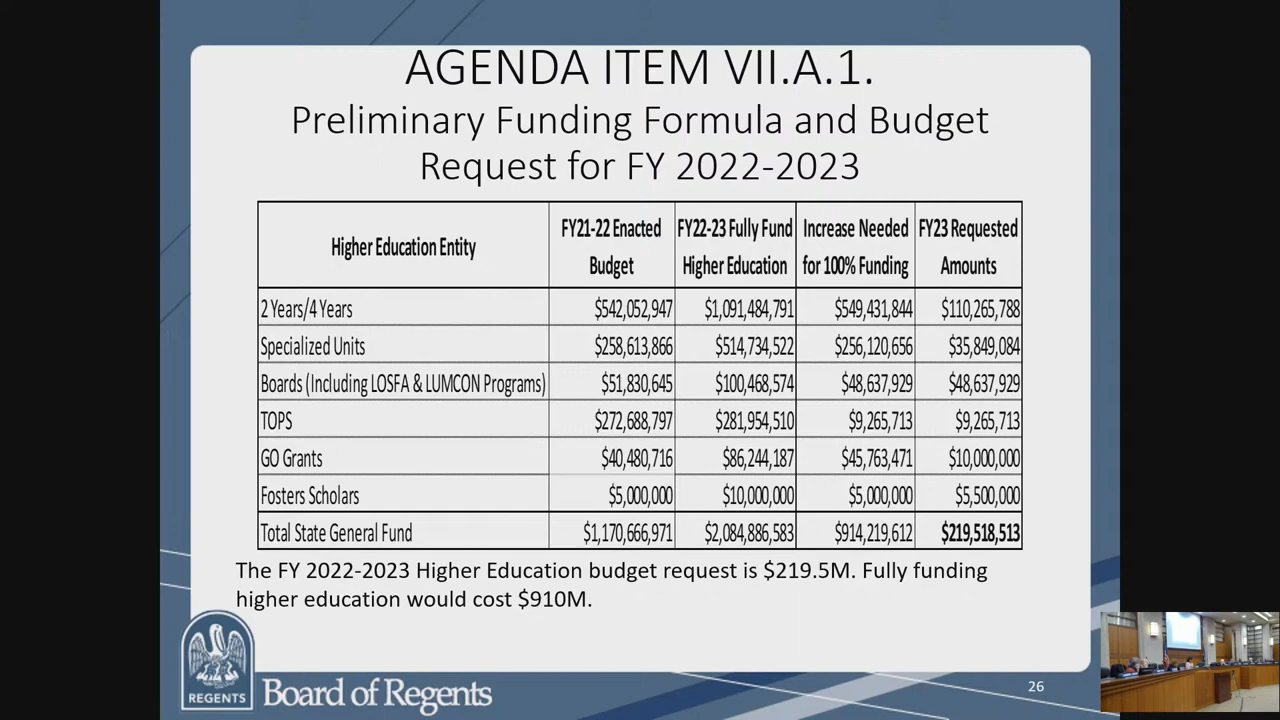 AGENDA ITEM VII.A.1.
Preliminary Funding Formula and Budget
Request for FY 2022-2023
Higher Education Entity | FY21-22 Enacted Budget | FY22-23 Fully Fund Higher Education | Increase Needed for 100% Funding | FY23 Requested Amounts
2 Years/4 Years | $542,052,947 | $1,091,484,791 | $549,431,844 | $110,265,788
Specialized Units | $258,613,866 | $514,734,522 | $256,120,656 | $35,849,084
Boards (Including LOSFA & LUMCON Programs) | $51,830,645 | $100,468,574 | $48,637,929 | $48,637,929
TOPS | $272,688,797 | $281,954,510 | $9,265,713 | $9,265,713
GO Grants | $40,480,716 | $86,244,187 | $45,763,471 | $10,000,000
Fosters Scholars | $5,000,000 | $10,000,000 | $5,000,000 | $5,500,000
Total State General Fund | $1,170,666,971 | $2,084,886,583 | $914,219,612 | $219,518,513
The FY 2022-2023 Higher Education budget request is $219.5M. Fully funding
higher education would cost $910M.
REGENTS
Board of Regents
26